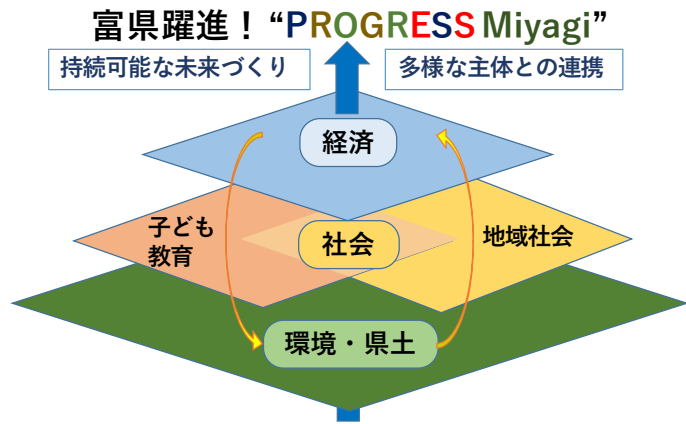 富県躍進！“PROGRESS Miyagi”
持続可能な未来づくり
多様な主体との連携
経済
子ども
教育
社会
地域社会
環境・県土